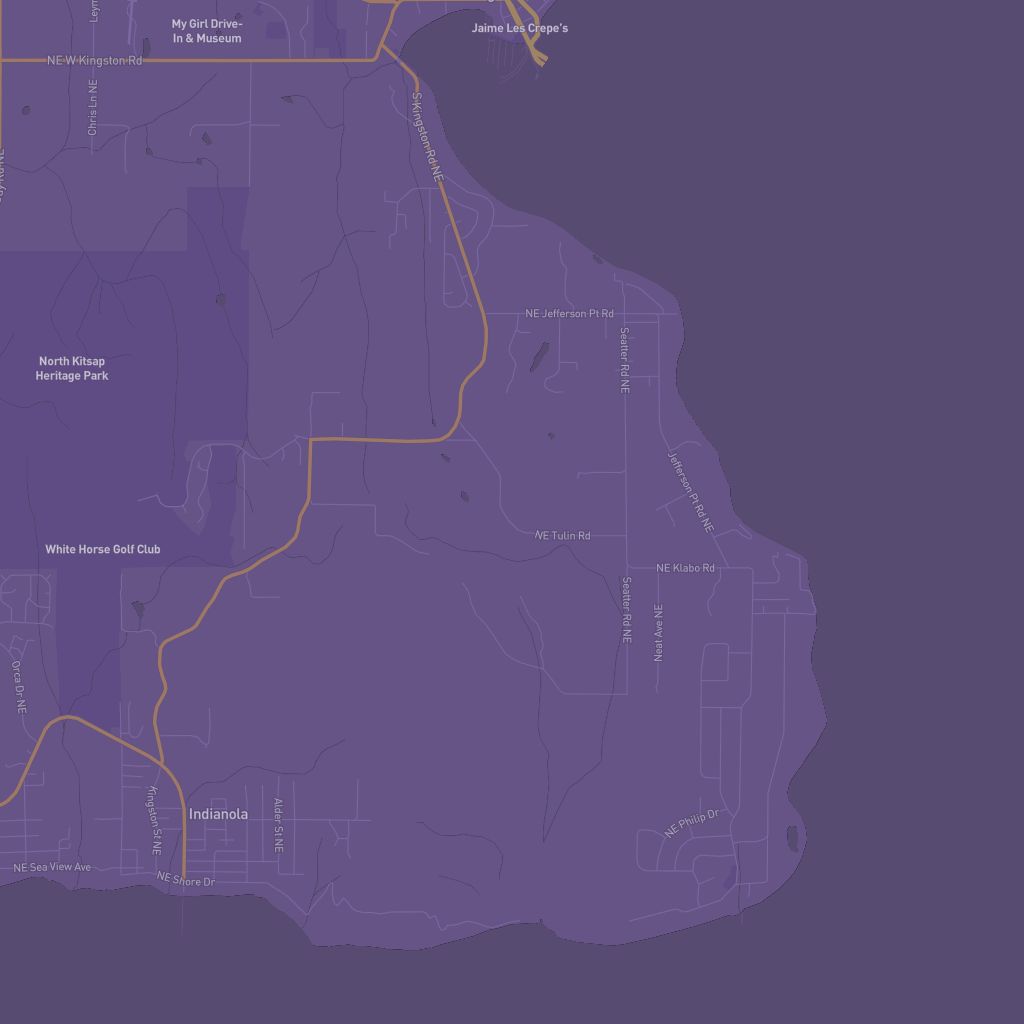 My Girl Drive-
In & Museum
Jaime Les Crepe's
NE W Kingston Rd
Chris Ln NE
S Kingston Rd NE
NE Jefferson Pt Rd
Seatter Rd NE
North Kitsap
Heritage Park
Jefferson Pt Rd NE
White Horse Golf Club
NE Tulin Rd
NE Klabo Rd
Seatter Rd NE
Neat Ave NE
Orca Dr NE
Kingston St NE
Indianola
Alder St NE
NE Philip Dr
NE Sea View Ave
NE Shore Dr